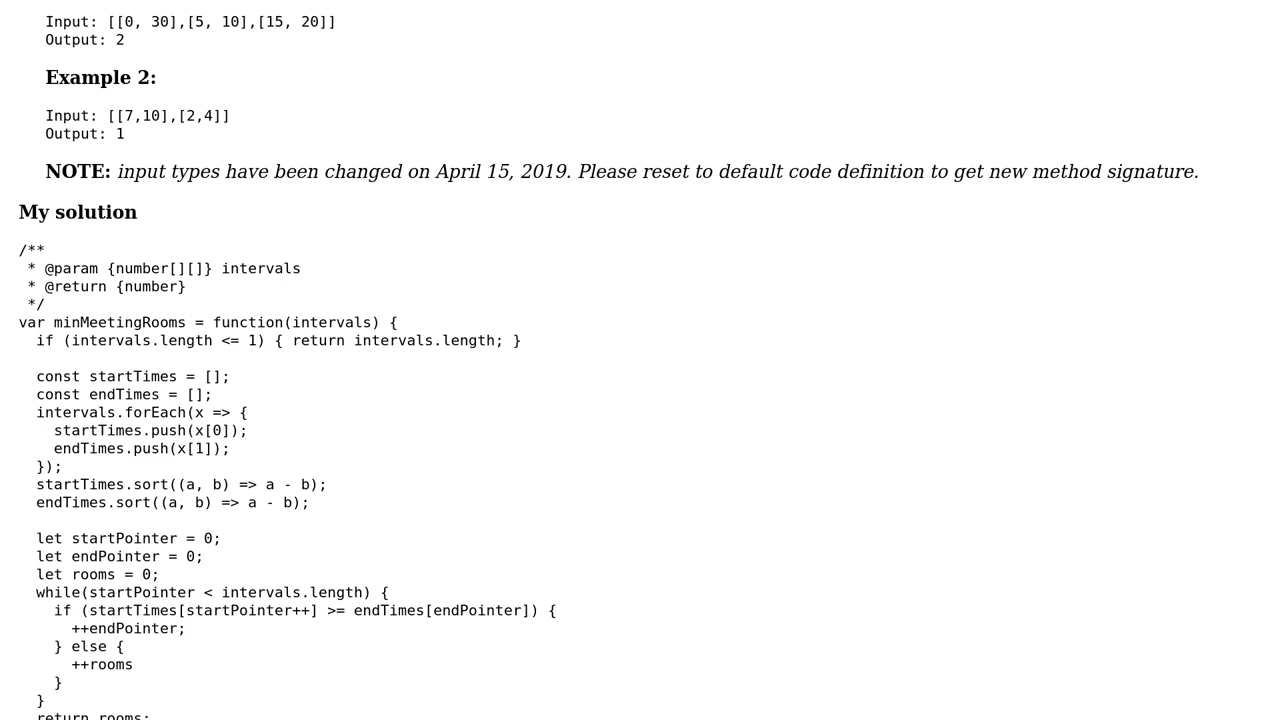 Input: [[0, 30],[5, 10],[15, 20]]
Output: 2
Example 2:
Input: [[7,10],[2,4]]
Output: 1
NOTE: input types have been changed on April 15, 2019. Please reset to default code definition to get new method signature.
My solution
/**
 * @param {number[][]} intervals
 * @return {number}
 */
var minMeetingRooms = function(intervals) {
  if (intervals.length <= 1) { return intervals.length; }
  const startTimes = [];
  const endTimes = [];
  intervals.forEach(x => {
    startTimes.push(x[0]);
    endTimes.push(x[1]);
  });
  startTimes.sort((a, b) => a - b);
  endTimes.sort((a, b) => a - b);
  let startPointer = 0;
  let endPointer = 0;
  let rooms = 0;
  while(startPointer < intervals.length) {
    if (startTimes[startPointer++] >= endTimes[endPointer]) {
      ++endPointer;
    } else {
      ++rooms
    }
  }
  return rooms;